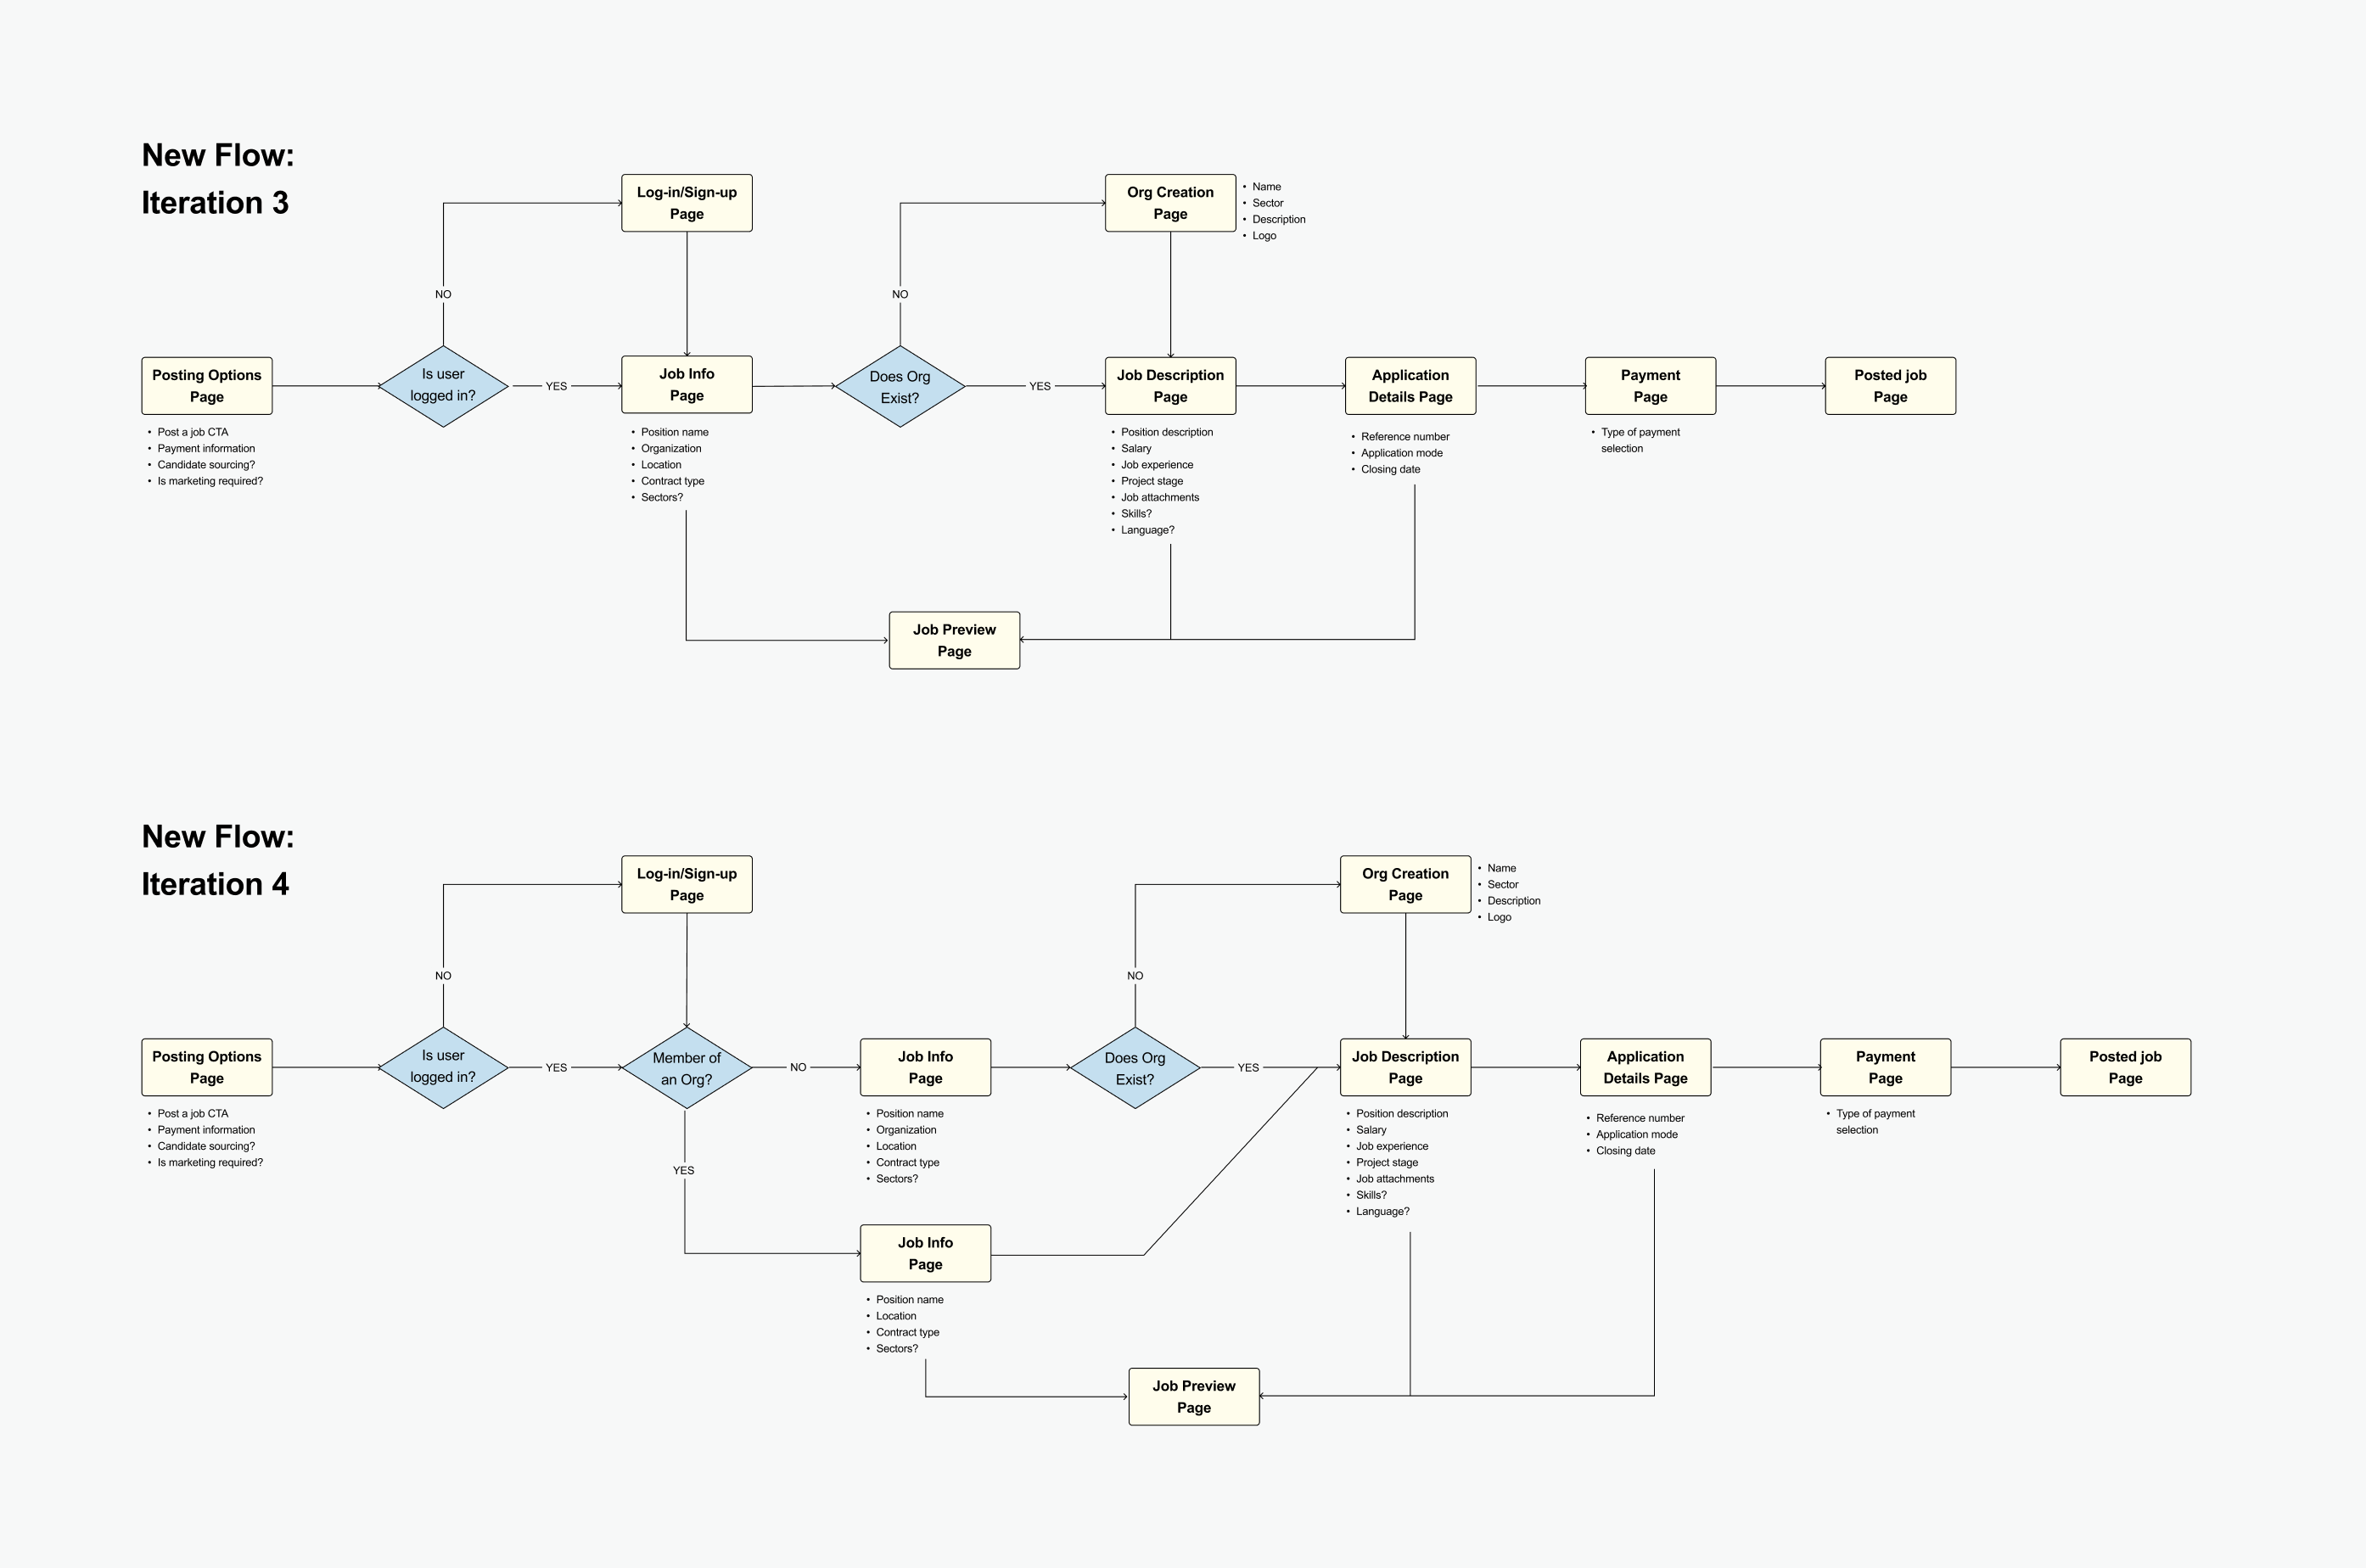 New Flow:
Iteration 3
Log-in/Sign-up
Page
Org Creation
Page
• Name
• Sector
• Description
• Logo
NO
NO
Posting Options
Page
Is user
logged in?
YES
Job Info
Page
Does Org
Exist?
YES
Job Description
Page
Application
Details Page
Payment
Page
Posted job
Page
• Post a job CTA
• Payment information
• Candidate sourcing?
• Is marketing required?
• Position name
• Organization
• Location
• Contract type
• Sectors?
• Position description
• Salary
• Job experience
• Project stage
• Job attachments
• Skills?
• Language?
• Reference number
• Application mode
• Closing date
• Type of payment
selection
Job Preview
Page
New Flow:
Iteration 4
Log-in/Sign-up
Page
Org Creation
Page
• Name
• Sector
• Description
• Logo
NO
NO
Posting Options
Page
Is user
logged in?
YES
Member of
an Org?
NO
Job Info
Page
Does Org
Exist?
YES
Job Description
Page
Application
Details Page
Payment
Page
Posted job
Page
• Post a job CTA
• Payment information
• Candidate sourcing?
• Is marketing required?
YES
• Position name
• Organization
• Location
• Contract type
• Sectors?
• Position description
• Salary
• Job experience
• Project stage
• Job attachments
• Skills?
• Language?
• Reference number
• Application mode
• Closing date
• Type of payment
selection
Job Info
Page
• Position name
• Location
• Contract type
• Sectors?
Job Preview
Page